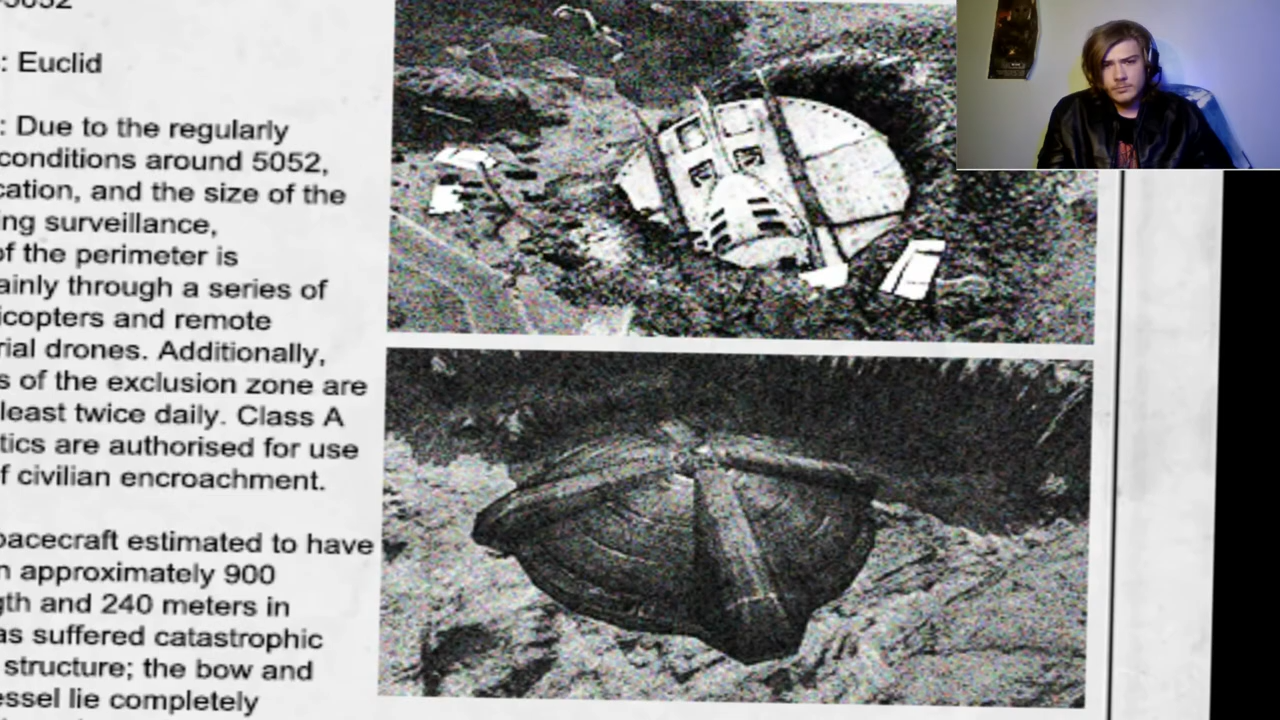 5052
: Euclid
: Due to the regularly
conditions around 5052,
cation, and the size of the
ing surveillance,
of the perimeter is
ainly through a series of
icopters and remote
rial drones. Additionally,
s of the exclusion zone are
least twice daily. Class A
tics are authorised for use
f civilian encroachment.
pacecraft estimated to have
n approximately 900
gth and 240 meters in
as suffered catastrophic
structure; the bow and
essel lie completely